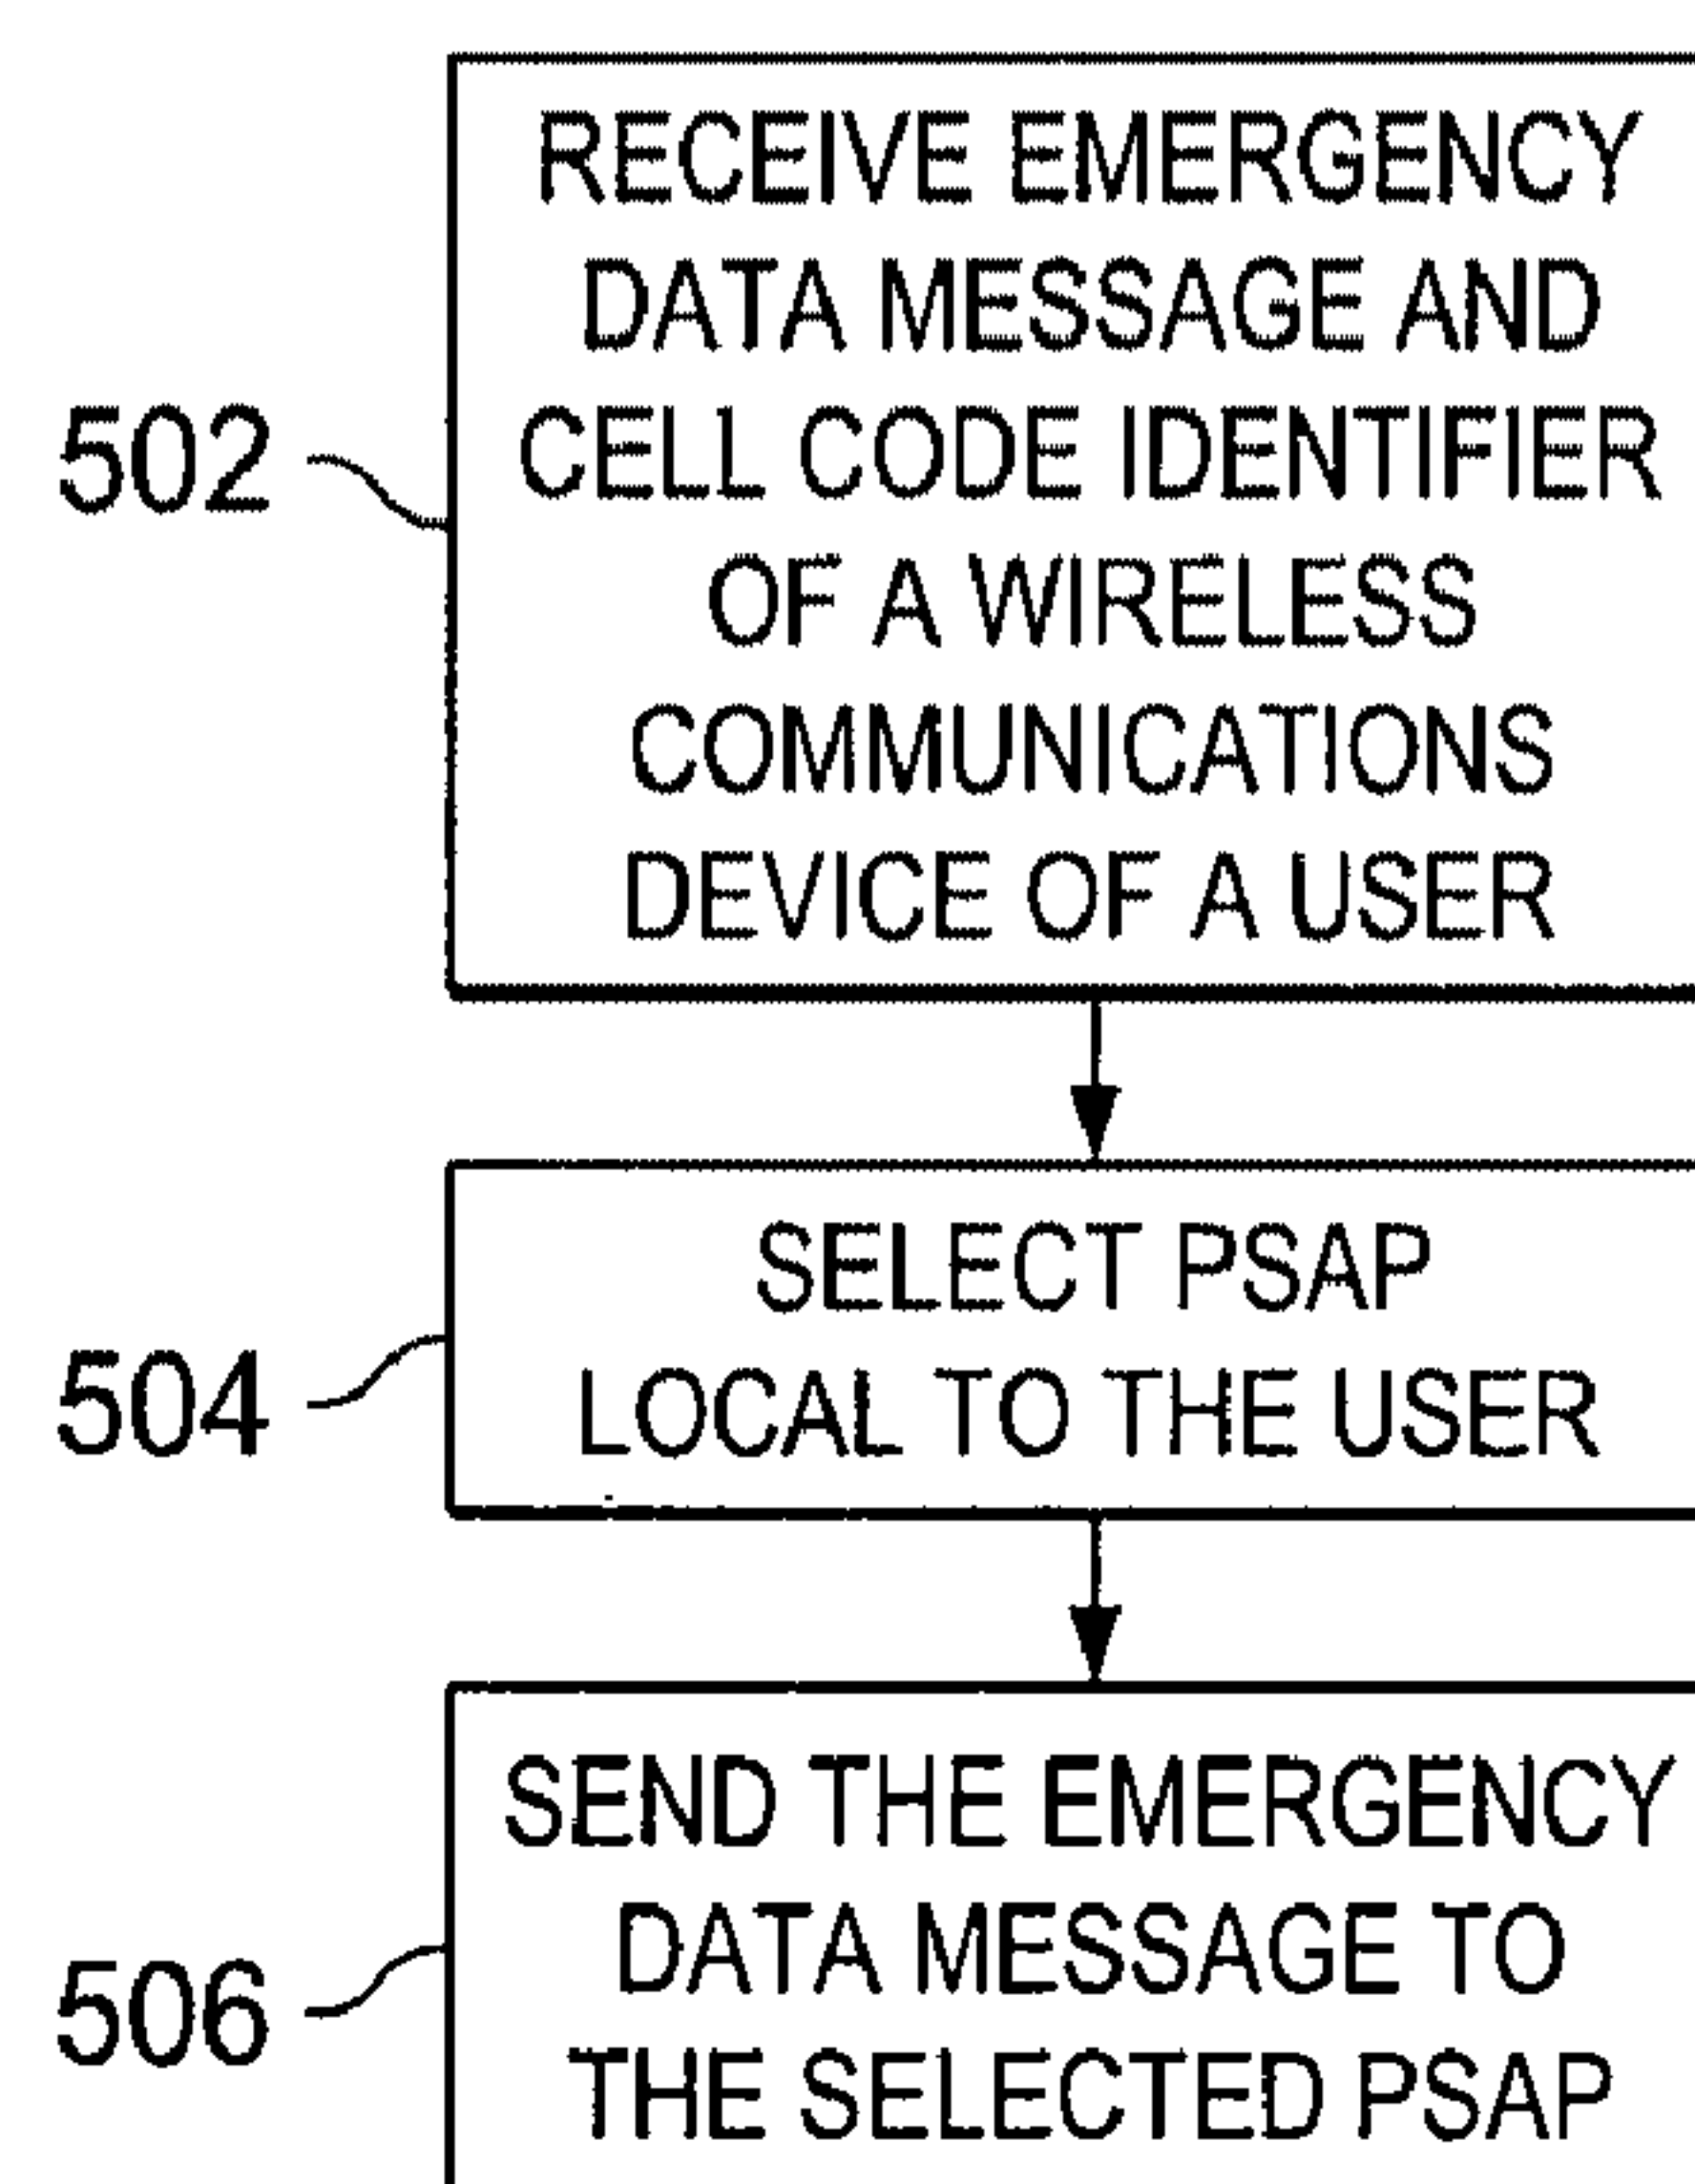 RECEIVE EMERGENCY
DATA MESSAGE AND
CELL CODE IDENTIFIER
OF A WIRELESS
COMMUNICATIONS
DEVICE OF A USER
502
SELECT PSAP
LOCAL TO THE USER
504
SEND THE EMERGENCY
DATA MESSAGE TO
THE SELECTED PSAP
506